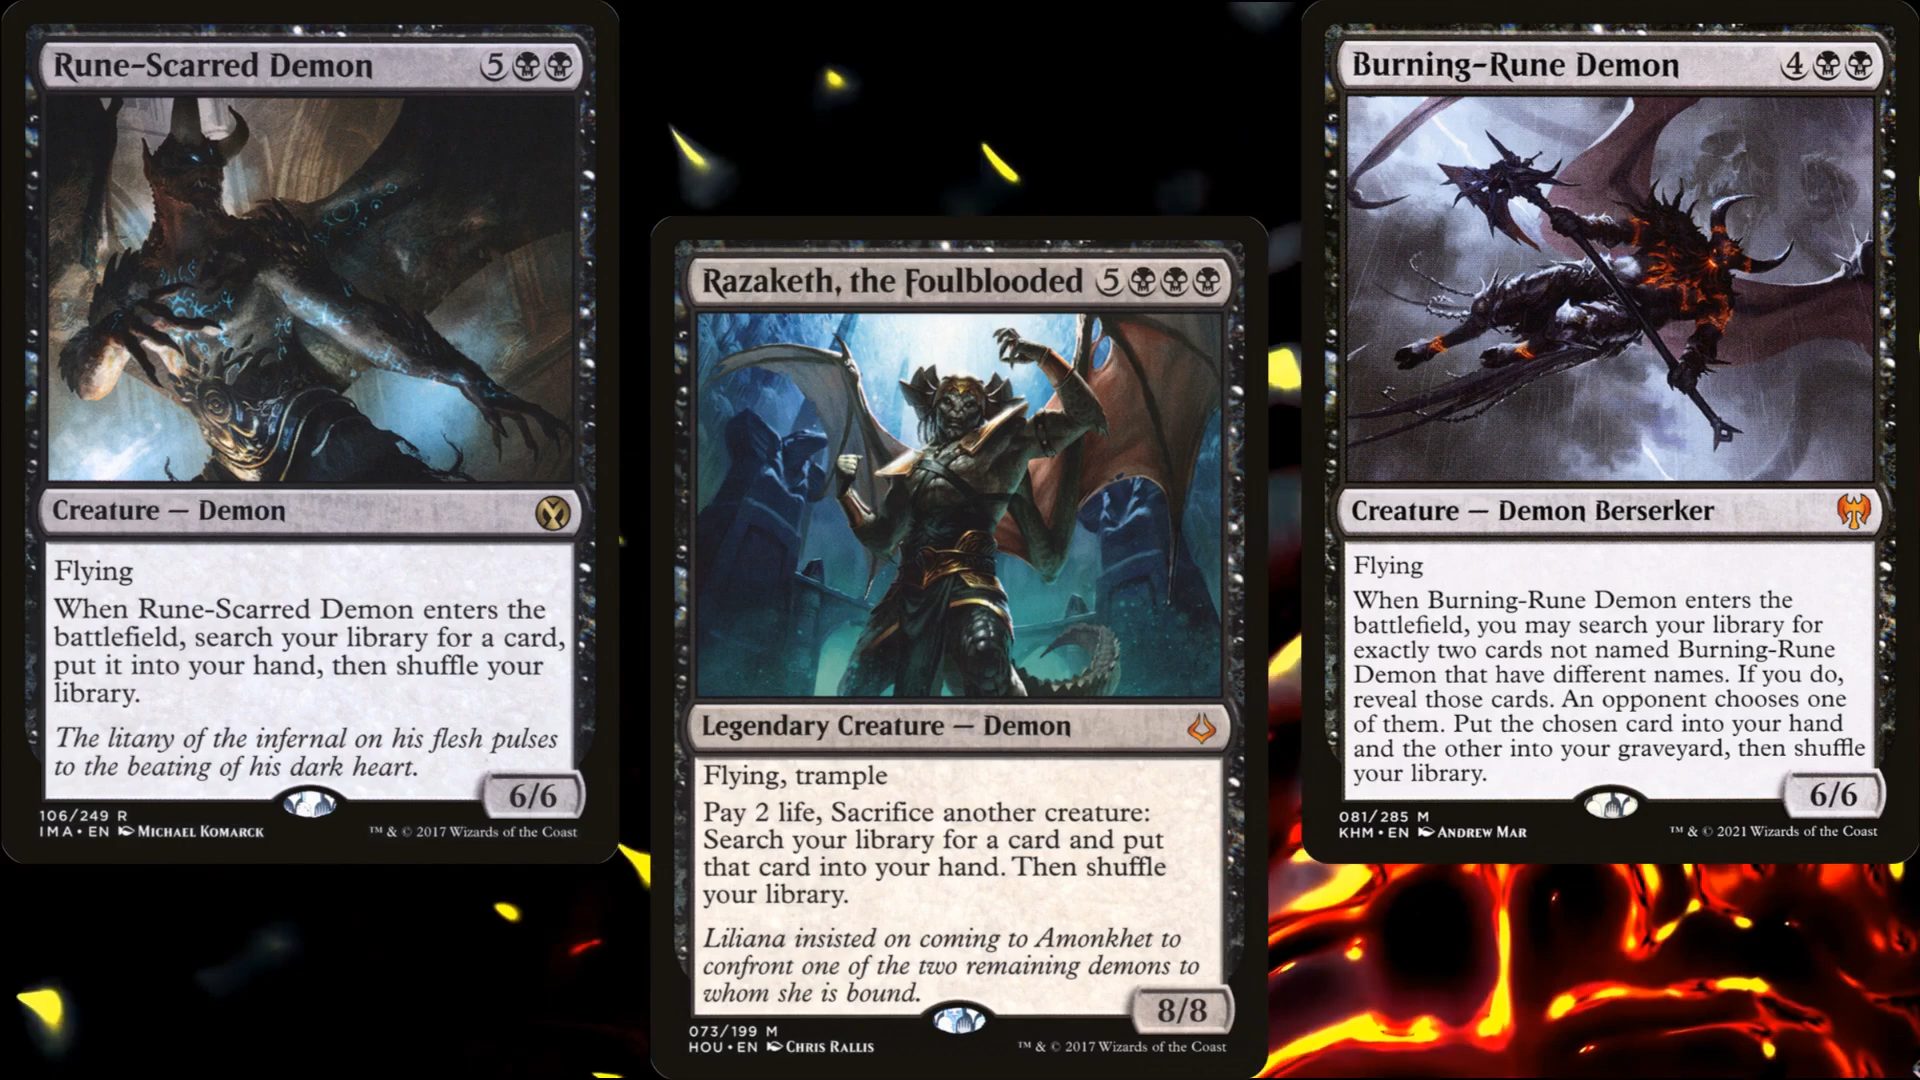 Rune-Scarred Demon 5
Creature — Demon
Flying
When Rune-Scarred Demon enters the
battlefield, search your library for a card,
put it into your hand, then shuffle your
library.
The litany of the infernal on his flesh pulses
to the beating of his dark heart.
6/6
106/249 R
IMA • EN Michael Komarck
™ & © 2017 Wizards of the Coast
Razaketh, the Foulblooded 5
Legendary Creature — Demon
Flying, trample
Pay 2 life, Sacrifice another creature:
Search your library for a card and put
that card into your hand. Then shuffle
your library.
Liliana insisted on coming to Amonkhet to
confront one of the two remaining demons to
whom she is bound.
8/8
073/199 M
HOU • EN Chris Rallis
™ & © 2017 Wizards of the Coast
Burning-Rune Demon 4
Creature — Demon Berserker
Flying
When Burning-Rune Demon enters the
battlefield, you may search your library for
exactly two cards not named Burning-Rune
Demon that have different names. If you do,
reveal those cards. An opponent chooses one
of them. Put the chosen card into your hand
and the other into your graveyard, then shuffle
your library.
6/6
081/285 M
KHM • EN Andrew Mar
™ & © 2021 Wizards of the Coast